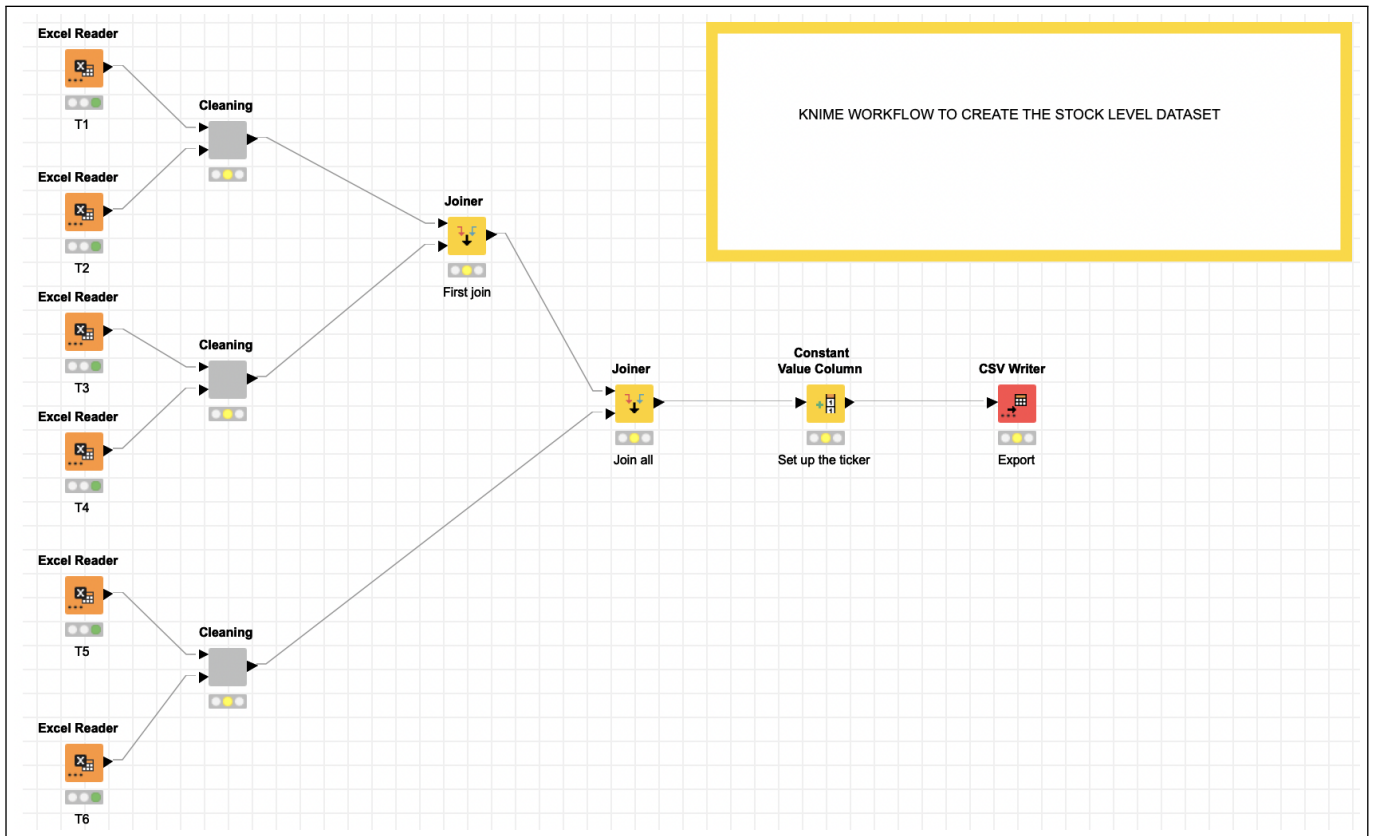 Excel Reader
T1
Cleaning
Excel Reader
T2
Joiner
First join
Excel Reader
T3
Cleaning
Excel Reader
T4
Joiner
Join all
Constant
Value Column
Set up the ticker
CSV Writer
Export
Excel Reader
T5
Cleaning
Excel Reader
T6
KNIME WORKFLOW TO CREATE THE STOCK LEVEL DATASET